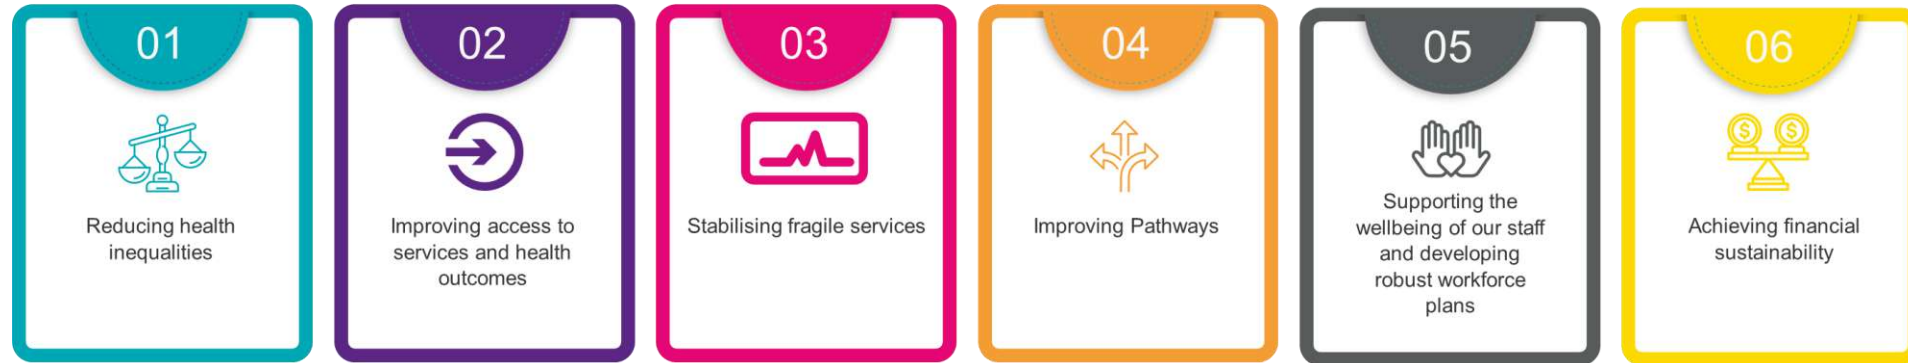 01
Reducing health
inequalities
02
Improving access to
services and health
outcomes
03
Stabilising fragile services
04
Improving Pathways
05
Supporting the
wellbeing of our staff
and developing
robust workforce
plans
06
$ $
Achieving financial
sustainability